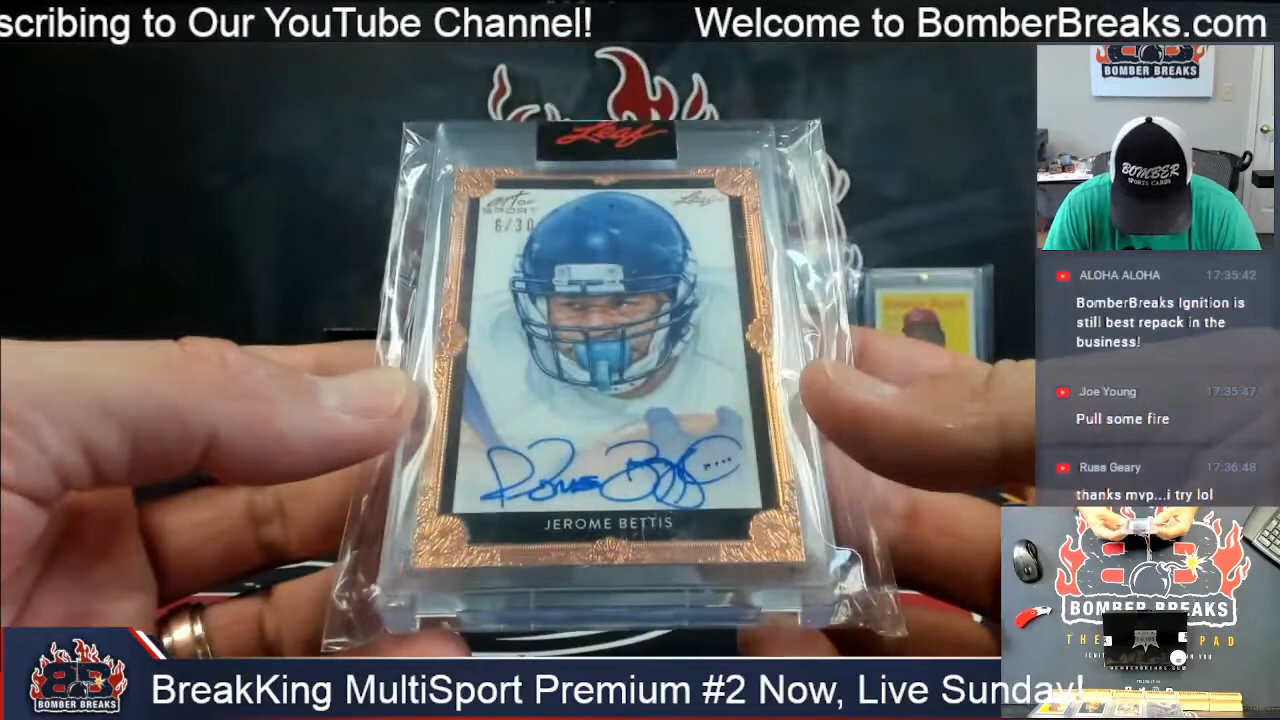 scribing to Our YouTube Channel! Welcome to BomberBreaks.com
BOMBER BREAKS
BOMBER
SPORTS CARDS
Leaf
art OF
SPORT
6/30
Leaf
JEROME BETTIS
ALOHA ALOHA 17:35:42
BomberBreaks Ignition is
still best repack in the
business!
Joe Young 17:35:47
Pull some fire
Russ Geary 17:36:48
thanks mvp...i try lol
BOMBER BREAKS
THE PAD
BOMBER BREAKS
BreakKing MultiSport Premium #2 Now, Live Sunday!